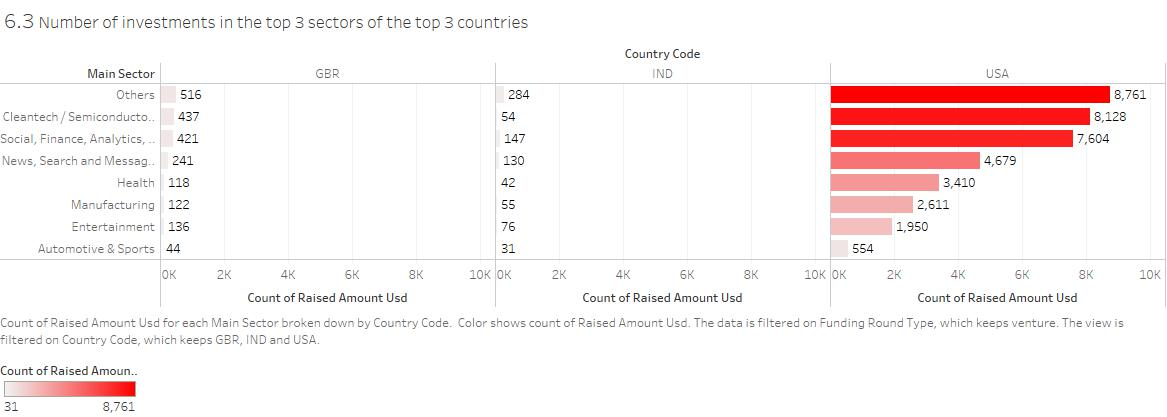 6.3 Number of investments in the top 3 sectors of the top 3 countries
Country Code
Main Sector GBR IND USA
Others 516 284 8,761
Cleantech / Semiconducto.. 437 54 8,128
Social, Finance, Analytics, .. 421 147 7,604
News, Search and Messag.. 241 130 4,679
Health 118 42 3,410
Manufacturing 122 55 2,611
Entertainment 136 76 1,950
Automotive & Sports 44 31 554
0K 2K 4K 6K 8K 10K 0K 2K 4K 6K 8K 10K 0K 2K 4K 6K 8K 10K
Count of Raised Amount Usd Count of Raised Amount Usd Count of Raised Amount Usd
Count of Raised Amount Usd for each Main Sector broken down by Country Code. Color shows count of Raised Amount Usd. The data is filtered on Funding Round Type, which keeps venture. The view is
filtered on Country Code, which keeps GBR, IND and USA.
Count of Raised Amoun..
31 8,761